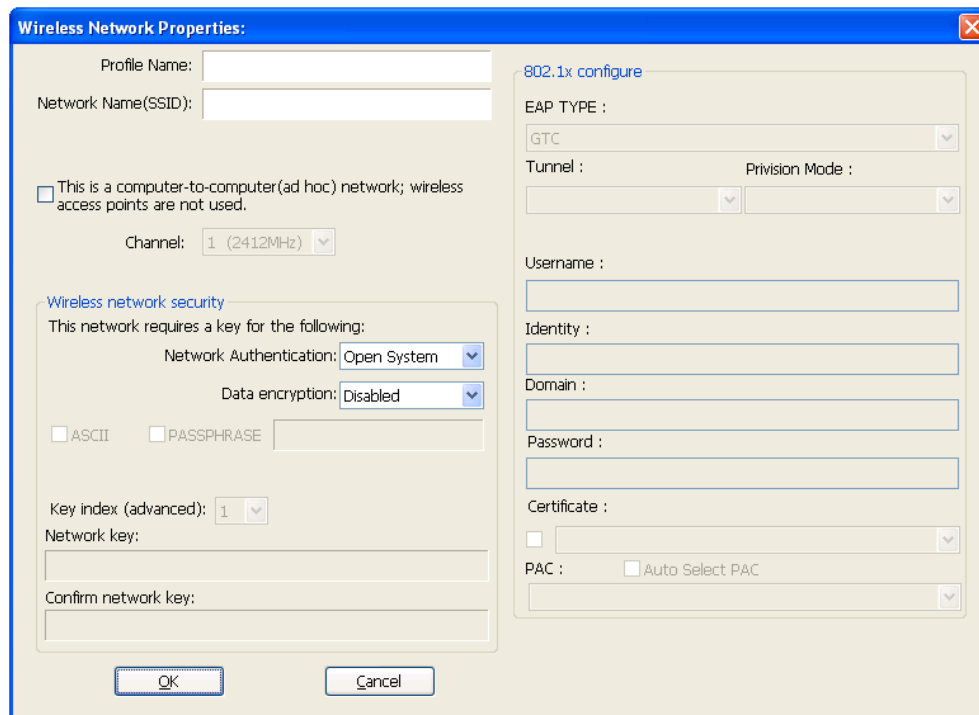 Wireless Network Properties:
Profile Name:
Network Name(SSID):
This is a computer-to-computer(ad hoc) network; wireless
access points are not used.
Channel: 1 (2412MHz)
Wireless network security
This network requires a key for the following:
Network Authentication: Open System
Data encryption: Disabled
ASCII PASSPHRASE
Key index (advanced): 1
Network key:
Confirm network key:
OK Cancel
802.1x configure
EAP TYPE :
GTC
Tunnel : Privision Mode :
Username :
Identity :
Domain :
Password :
Certificate :
PAC : Auto Select PAC